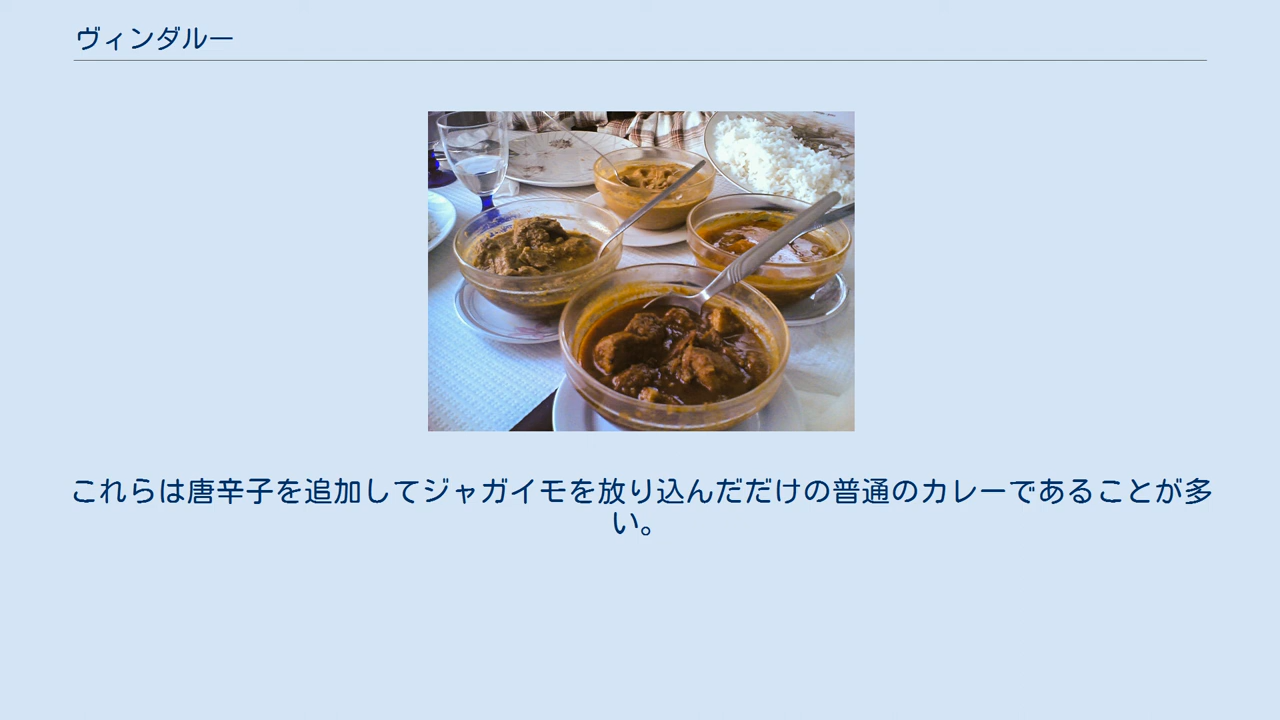 ヴィンダルー
これらは唐辛子を追加してジャガイモを放り込んだだけの普通のカレーであることが多
い。